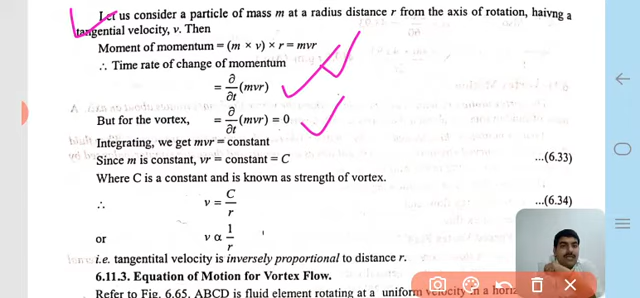 Let us consider a particle of mass m at a radius distance r from the axis of rotation, haivng a
tangential velocity, v. Then
Moment of momentum = (m × v) × r = mvr
∴ Time rate of change of momentum
= ∂/∂t (mvr)
But for the vortex, = ∂/∂t (mvr) = 0
Integrating, we get mvr = constant
Since m is constant, vr = constant = C ...(6.33)
Where C is a constant and is known as strength of vortex.
∴ v = C/r ...(6.34)
or v α 1/r
i.e. tangentital velocity is inversely proportional to distance r.
6.11.3. Equation of Motion for Vortex Flow.
Refer to Fig. 6.65, ABCD is fluid element rotating at a uniform velocity in a horiz